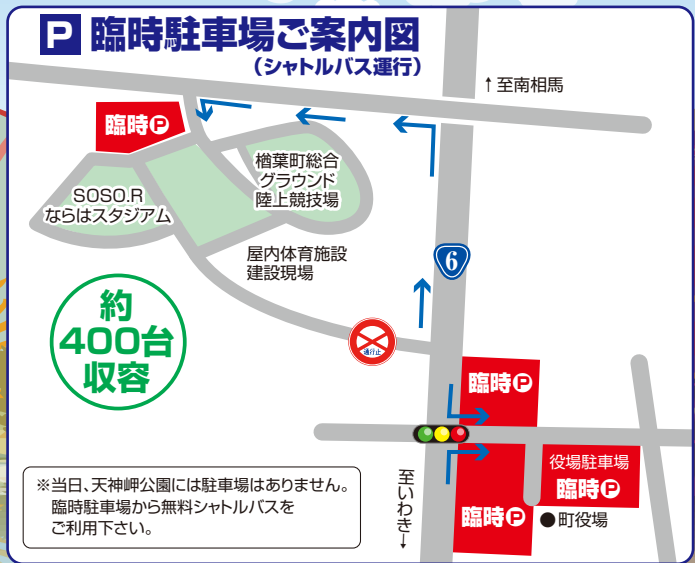 P 臨時駐車場ご案内図
（シャトルバス運行）
↑至南相馬
臨時P
楢葉町総合
グラウンド
陸上競技場
SOSO.R
ならはスタジアム
屋内体育施設
建設現場
6
約
400台
収容
通行止
臨時P
役場駐車場
臨時P
臨時P
●町役場
至いわき↓
※当日、天神岬公園には駐車場はありません。
臨時駐車場から無料シャトルバスを
ご利用下さい。